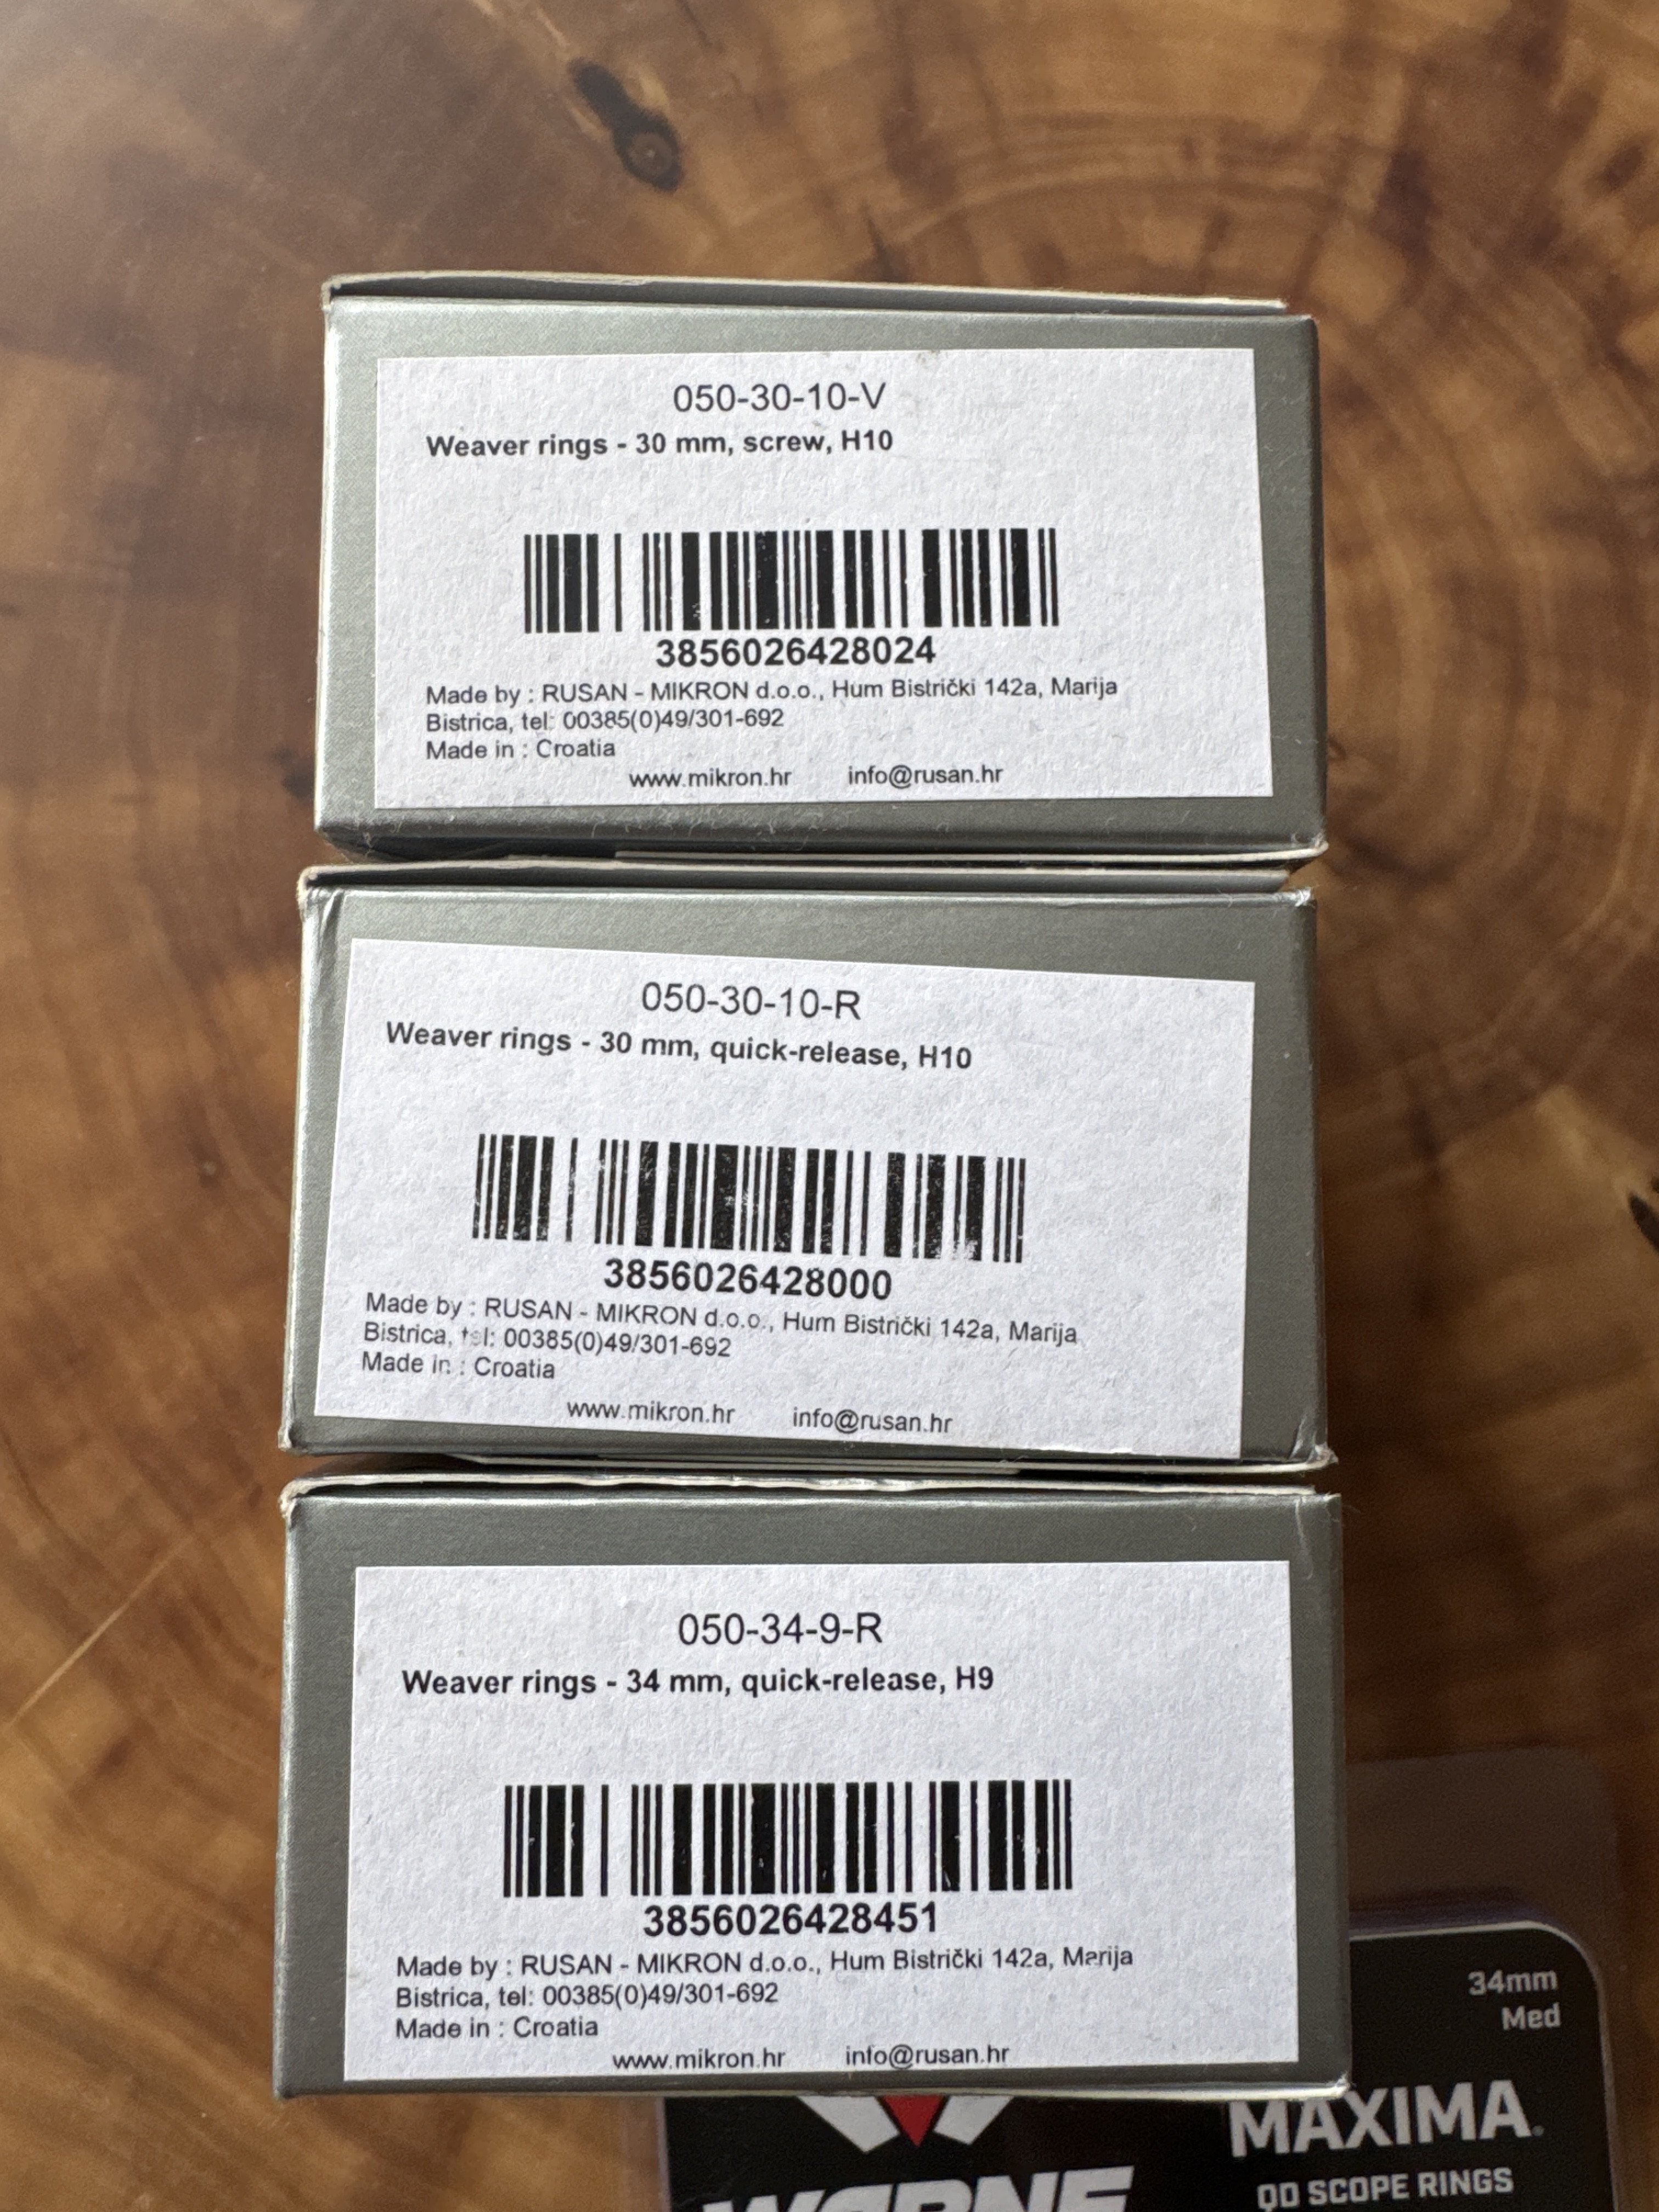 050-30-10-V
Weaver rings - 30 mm, screw, H10
3856026428024
Made by : RUSAN - MIKRON d.o.o., Hum Bistrički 142a, Marija
Bistrica, tel: 00385(0)49/301-692
Made in : Croatia
www.mikron.hr info@rusan.hr
050-30-10-R
Weaver rings - 30 mm, quick-release, H10
3856026428000
Made by : RUSAN - MIKRON d.o.o., Hum Bistrički 142a, Marija
Bistrica, tel: 00385(0)49/301-692
Made in : Croatia
www.mikron.hr info@rusan.hr
050-34-9-R
Weaver rings - 34 mm, quick-release, H9
3856026428451
Made by : RUSAN - MIKRON d.o.o., Hum Bistrički 142a, Marija
Bistrica, tel: 00385(0)49/301-692
Made in : Croatia
www.mikron.hr info@rusan.hr
34mm
Med
MAXIMA
WARNE
QD SCOPE RINGS